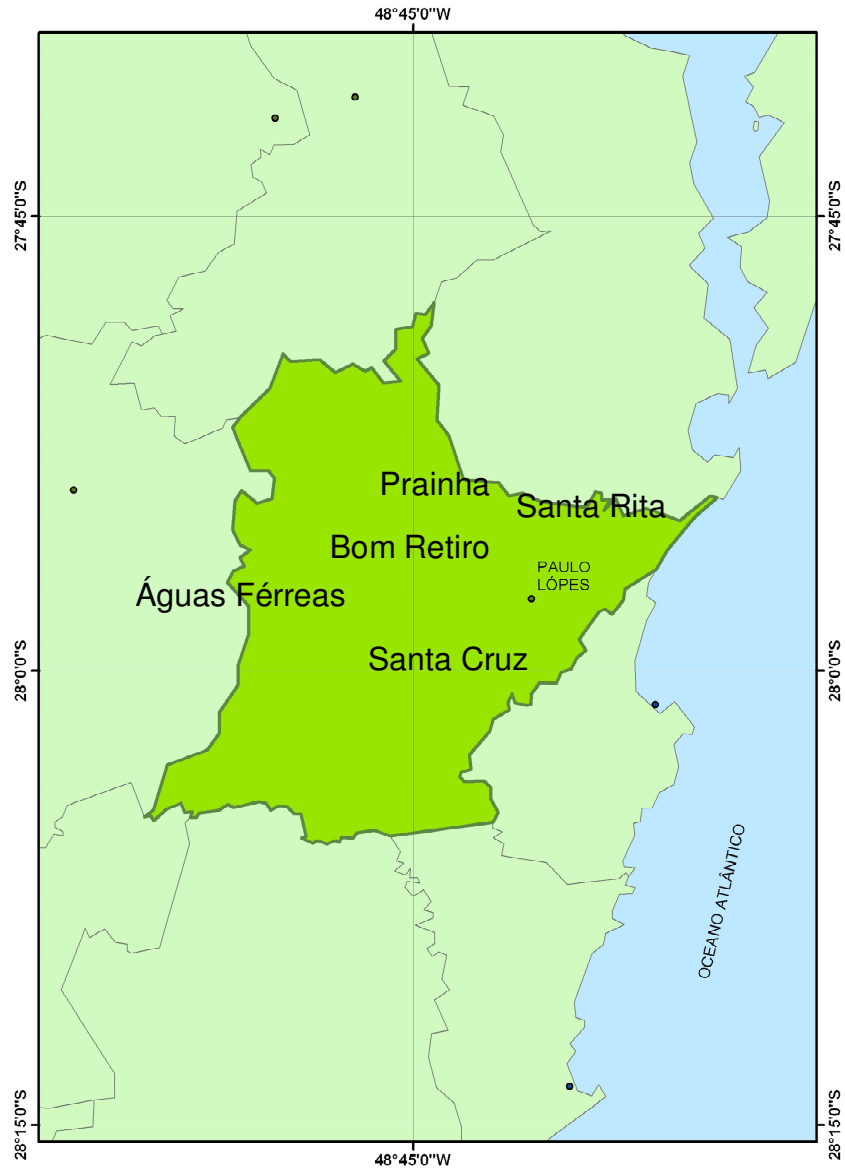 48°45'0"W
27°45'0"S
27°45'0"S
Prainha
Santa Rita
Bom Retiro
PAULO
LÓPES
Águas Férreas
Santa Cruz
28°0'0"S
28°0'0"S
OCEANO ATLÂNTICO
28°15'0"S
28°15'0"S
48°45'0"W